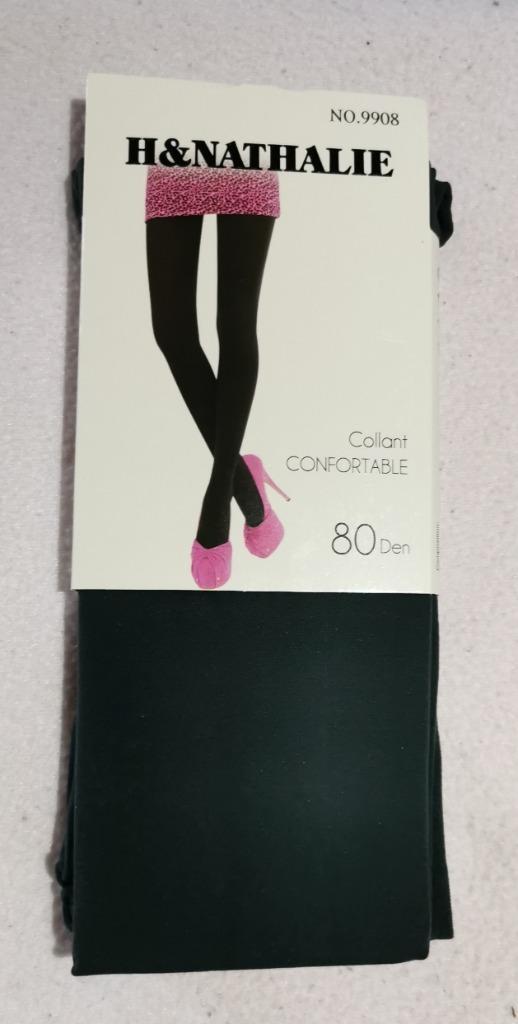 NO.9908
H&NATHALIE
Collant
CONFORTABLE
80 Den